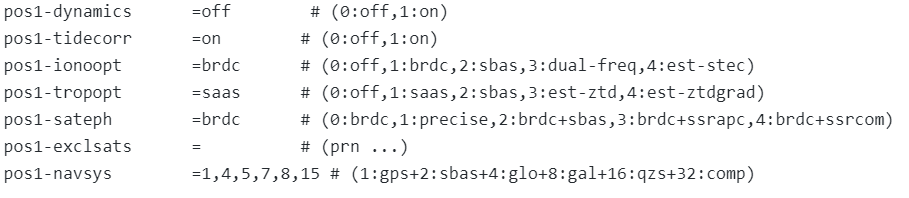 pos1-dynamics =off # (0:off,1:on)
pos1-tidecorr =on # (0:off,1:on)
pos1-ionoopt =brdc # (0:off,1:brdc,2:sbas,3:dual-freq,4:est-stec)
pos1-tropopt =saas # (0:off,1:saas,2:sbas,3:est-ztd,4:est-ztdgrad)
pos1-sateph =brdc # (0:brdc,1:precise,2:brdc+sbas,3:brdc+ssrapc,4:brdc+ssrcom)
pos1-exclsats = # (prn ...)
pos1-navsys =1,4,5,7,8,15 # (1:gps+2:sbas+4:glo+8:gal+16:qzs+32:comp)